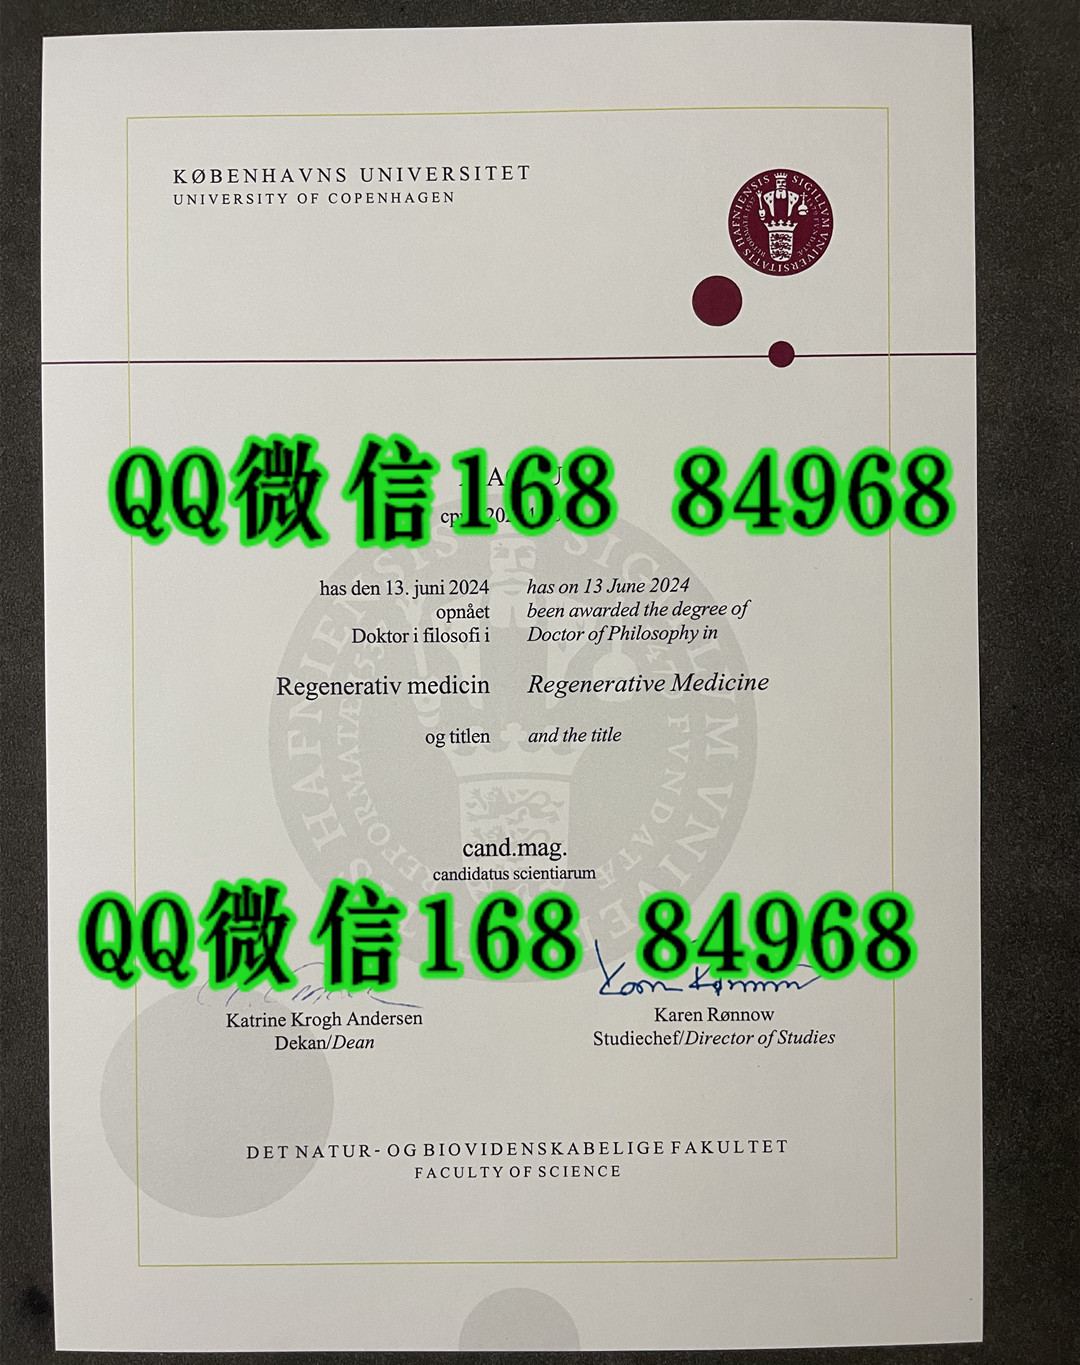 KØBENHAVNS UNIVERSITET
UNIVERSITY OF COPENHAGEN
SIGILLVM VNIVERSITATIS HAFNIENSIS
QQ微信168 84968
has den 13. juni 2024 has on 13 June 2024
opnået been awarded the degree of
Doktor i filosofi i Doctor of Philosophy in
Regenerativ medicin Regenerative Medicine
og titlen and the title
cand.mag.
candidatus scientiarum
QQ微信168 84968
Katrine Krogh Andersen Karen Rønnow
Dekan/Dean Studiechef/Director of Studies
DET NATUR- OG BIOVIDENSKABELIGE FAKULTET
FACULTY OF SCIENCE